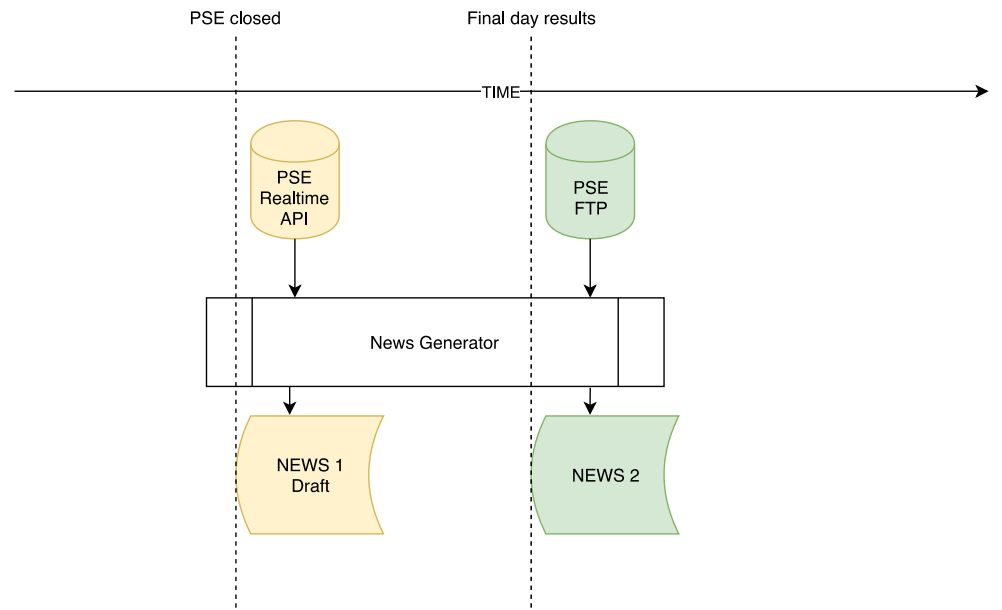 PSE closed
Final day results
TIME
PSE
Realtime
API
PSE
FTP
News Generator
NEWS 1
Draft
NEWS 2